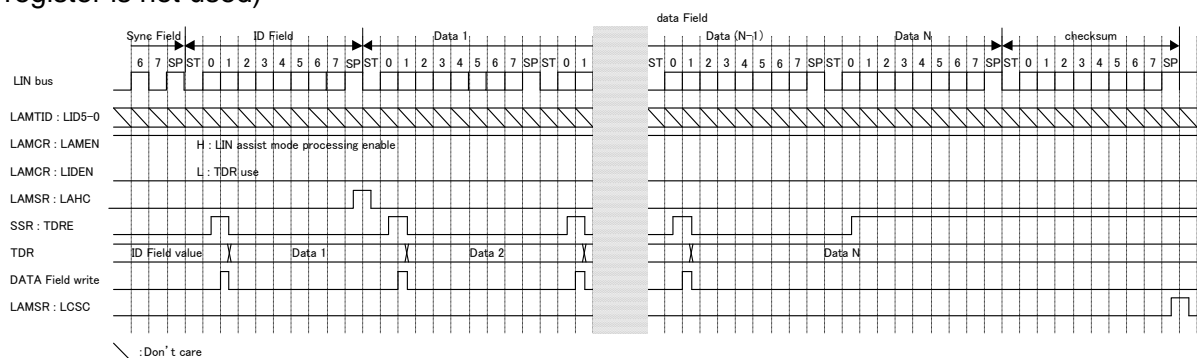 register is not used)
data Field
Sync Field ID Field Data 1 Data (N-1) Data N checksum
6 7 SP ST 0 1 2 3 4 5 6 7 SP ST 0 1 2 3 4 5 6 7 SP ST 0 1 ST 0 1 2 3 4 5 6 7 SP ST 0 1 2 3 4 5 6 7 SP ST 0 1 2 3 4 5 6 7 SP
LIN bus
LAMTID : LID5-0
LAMCR : LAMEN H : LIN assist mode processing enable
LAMCR : LIDEN L : TDR use
LAMSR : LAHC
SSR : TDRE
TDR ID Field value Data 1 Data 2 Data N
DATA Field write
LAMSR : LCSC
:Don't care